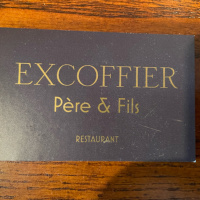 EXCOFFIER
Père & Fils
RESTAURANT